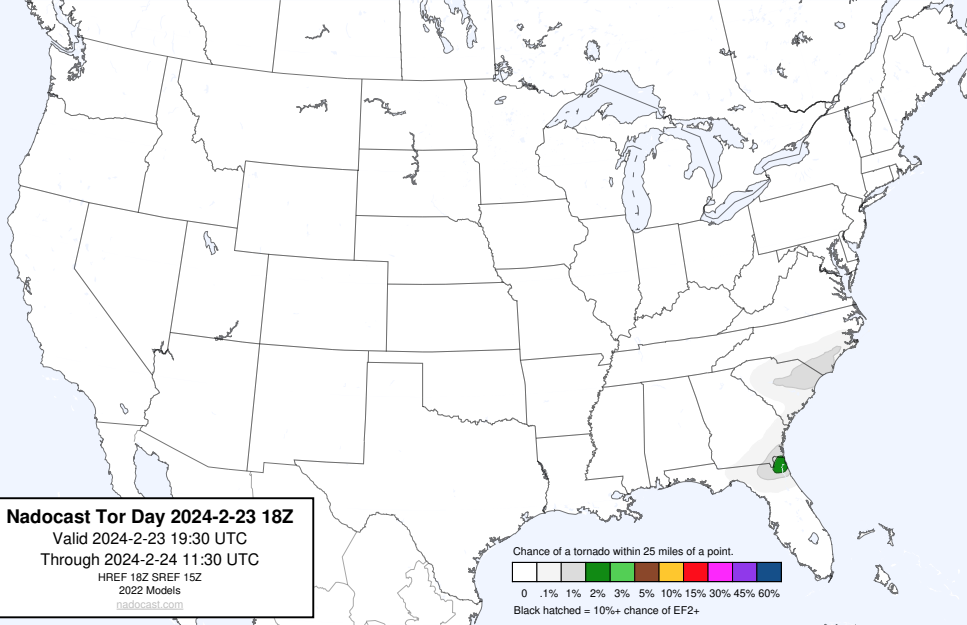 Nadocast Tor Day 2024-2-23 18Z
Valid 2024-2-23 19:30 UTC
Through 2024-2-24 11:30 UTC
HREF 18Z SREF 15Z
2022 Models
nadocast.com
Chance of a tornado within 25 miles of a point.
0 .1% 1% 2% 3% 5% 10% 15% 30% 45% 60%
Black hatched = 10%+ chance of EF2+